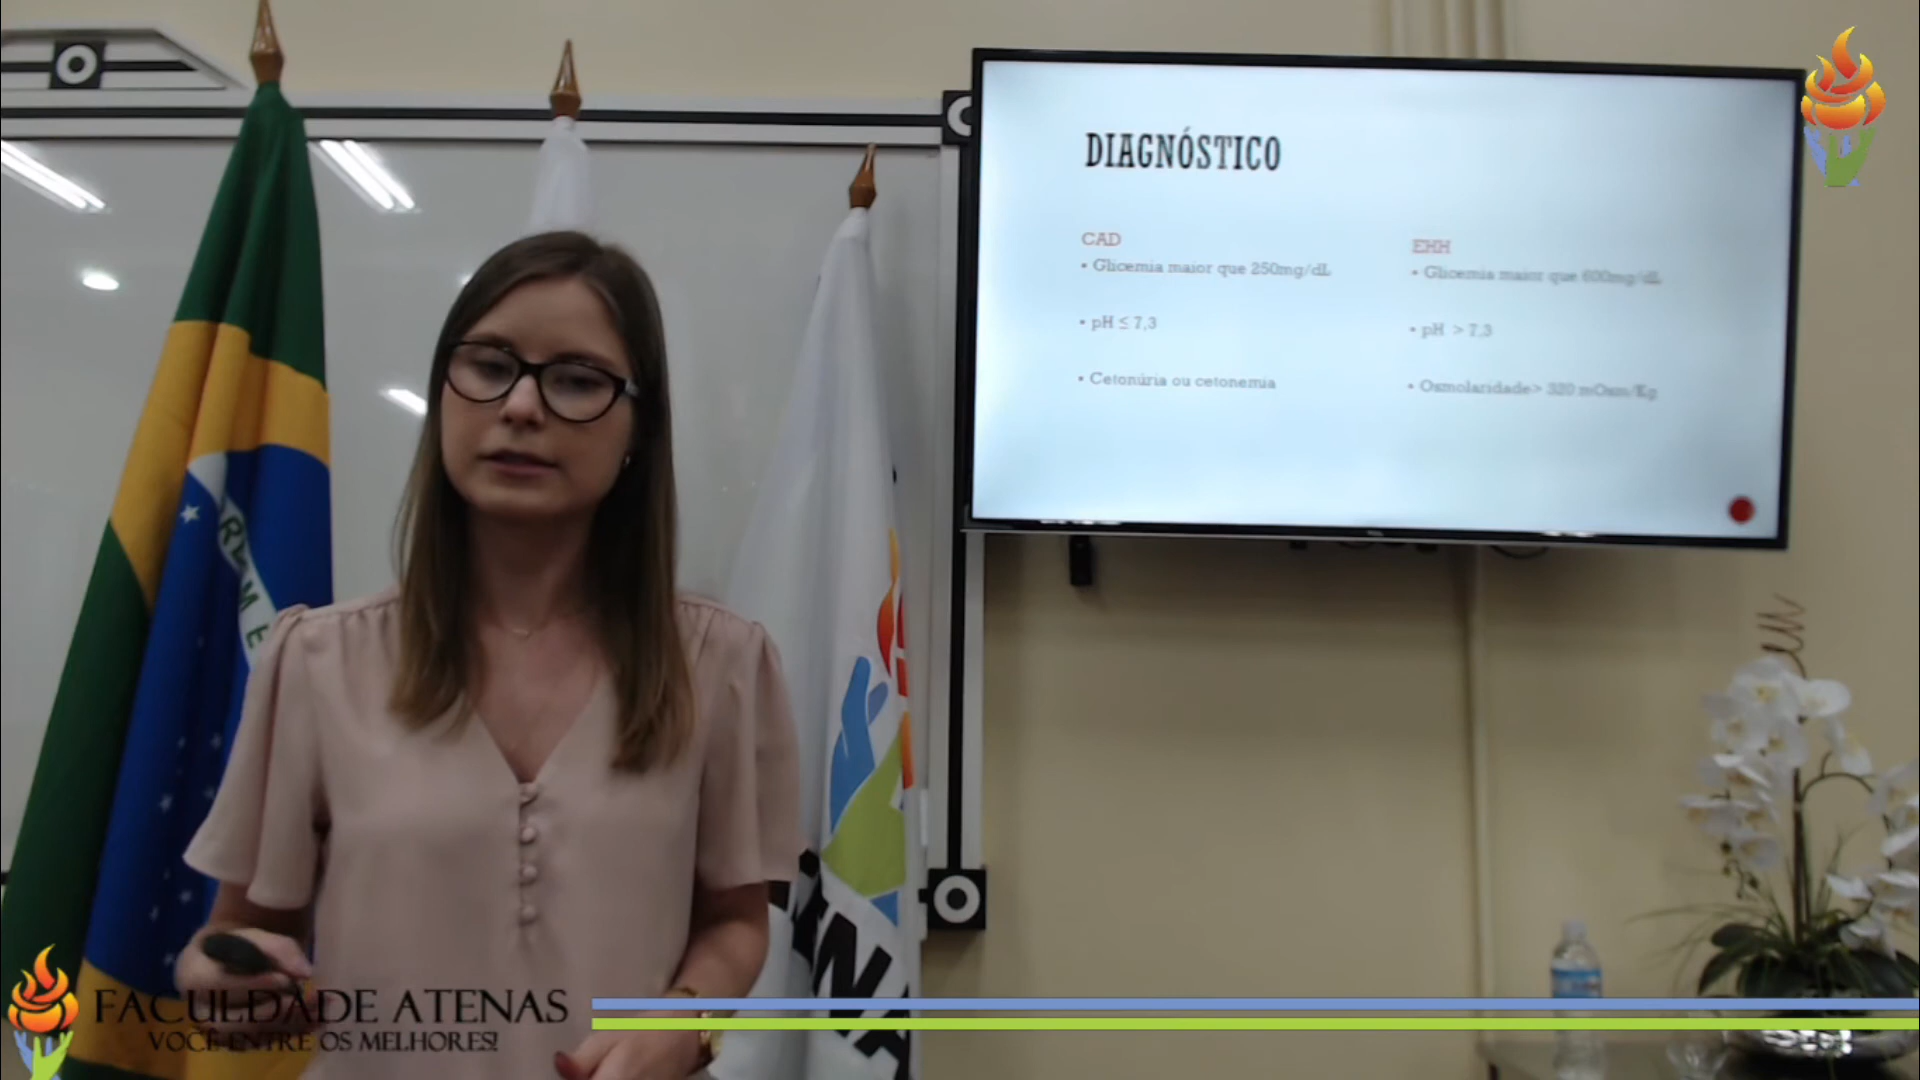 DIAGNÓSTICO
CAD
• Glicemia maior que 250mg/dL
• pH ≤ 7,3
• Cetonúria ou cetonemia
EHH
• Glicemia maior que 600mg/dL
• pH > 7,3
• Osmolaridade> 320 mOsm/Kg
R
E M
E
NA
FACULDADE ATENAS
VOCÊ ENTRE OS MELHORES!